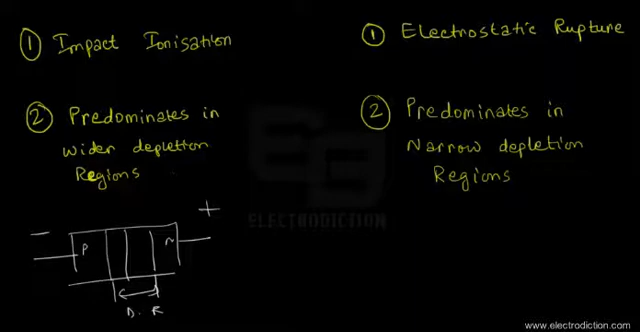 ① Impact Ionisation
② Predominates in
Wider depletion
Regions
− +
P N
D. R
① Electrostatic Rupture
② Predominates in
Narrow depletion
Regions
EB
ELECTRODICTION
www.electrodiction.com